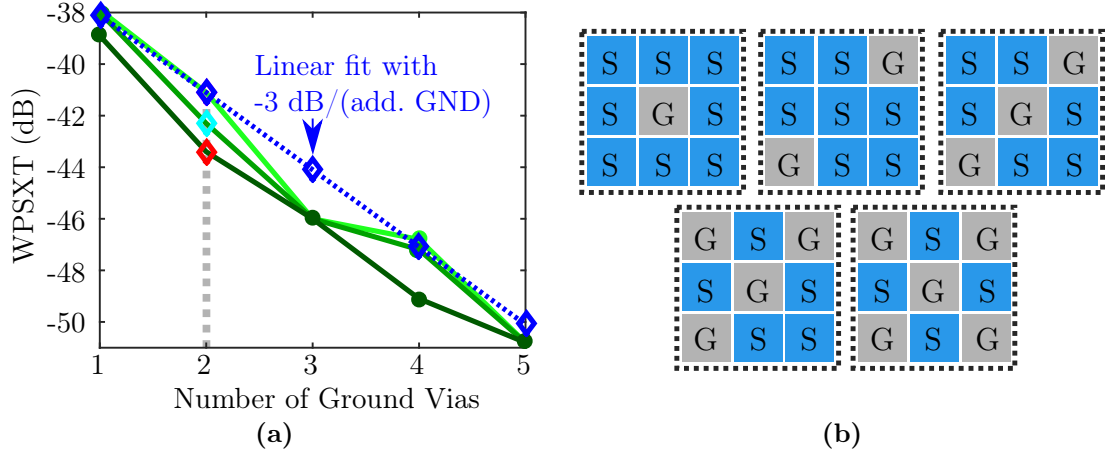 -38
-40
-42
-44
-46
-48
-50
WPSXT (dB)
Linear fit with
-3 dB/(add. GND)
1 2 3 4 5
Number of Ground Vias
(a)
S S S
S G S
S S S
S S G
S S S
G S S
S S G
S G S
G S S
G S G
S G S
G S S
G S G
S G S
G S G
(b)